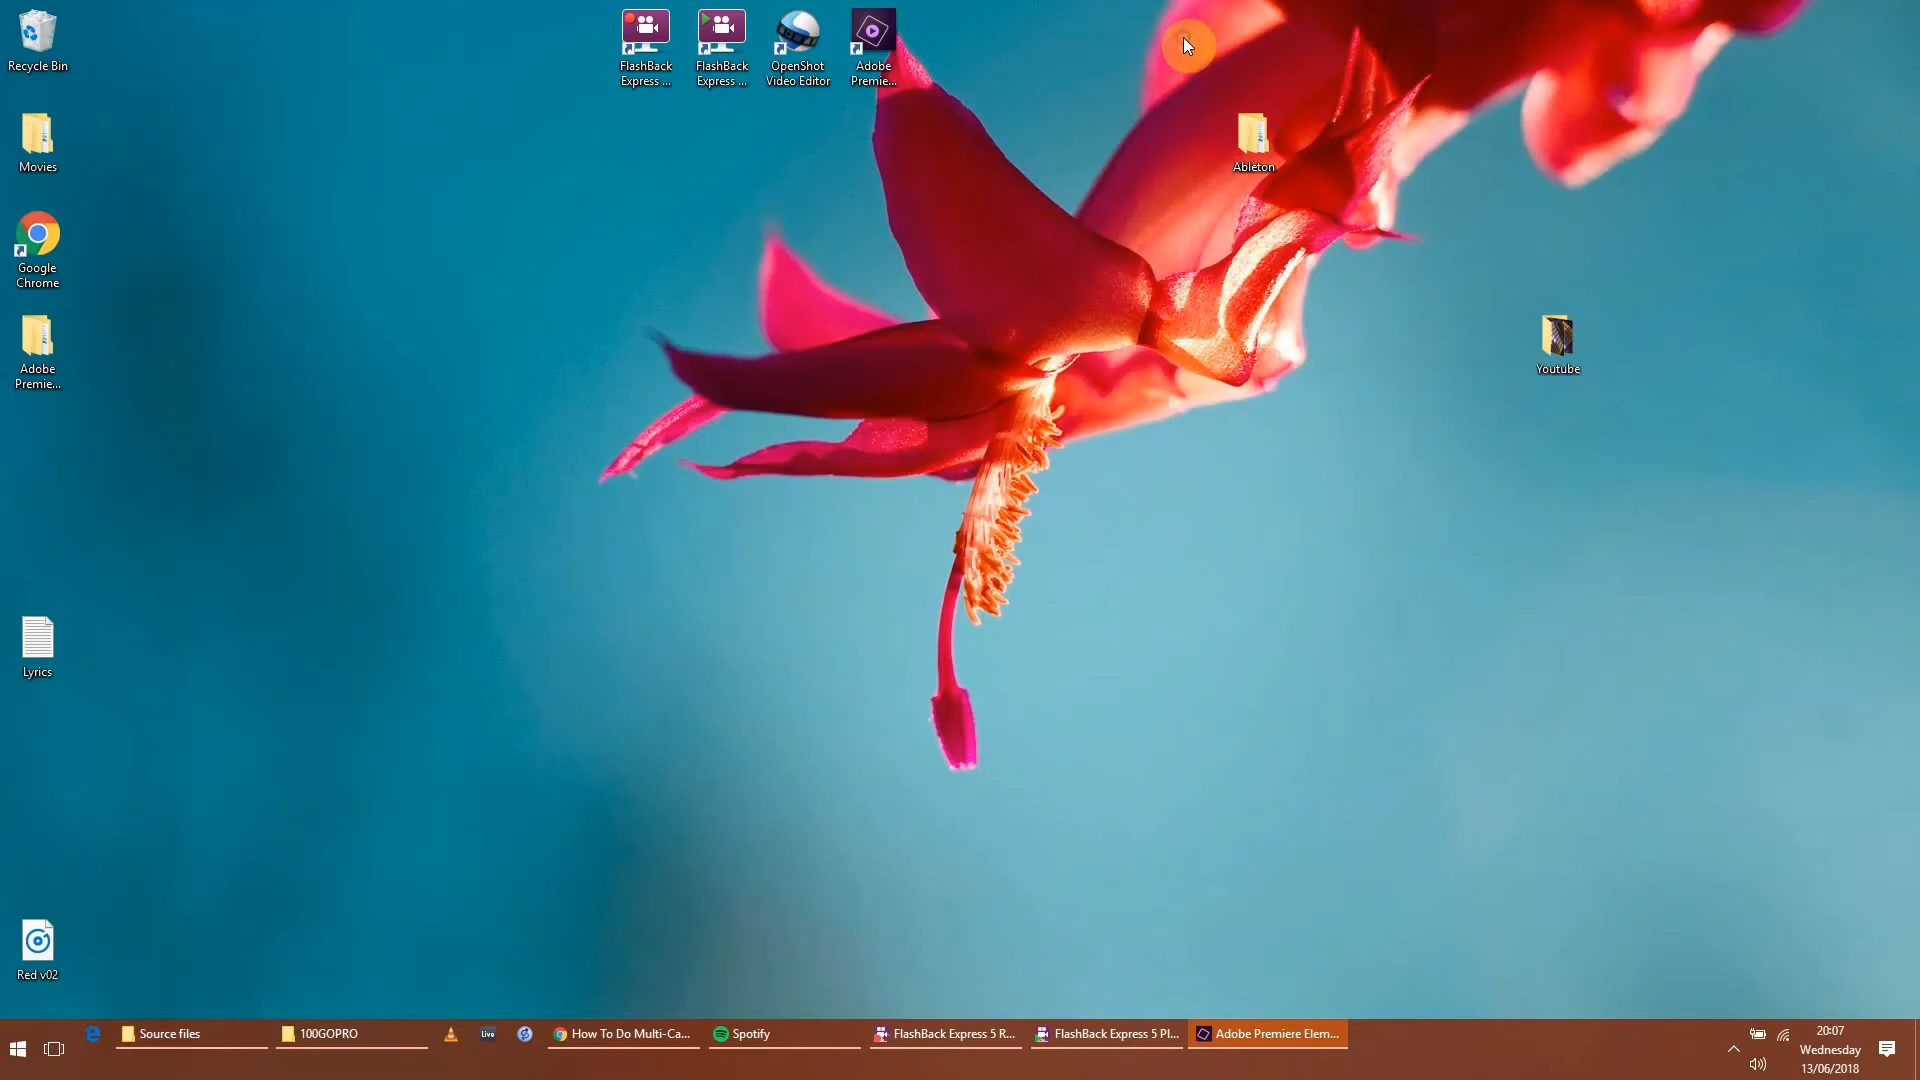 Recycle Bin
FlashBack
Express ...
FlashBack
Express ...
OpenShot
Video Editor
Adobe
Premie...
Movies
Ableton
Google
Chrome
Adobe
Premie...
Youtube
Lyrics
Red v02
Source files
100GOPRO
Live
How To Do Multi-Ca...
Spotify
FlashBack Express 5 R...
FlashBack Express 5 Pl...
Adobe Premiere Elem...
20:07
Wednesday
13/06/2018